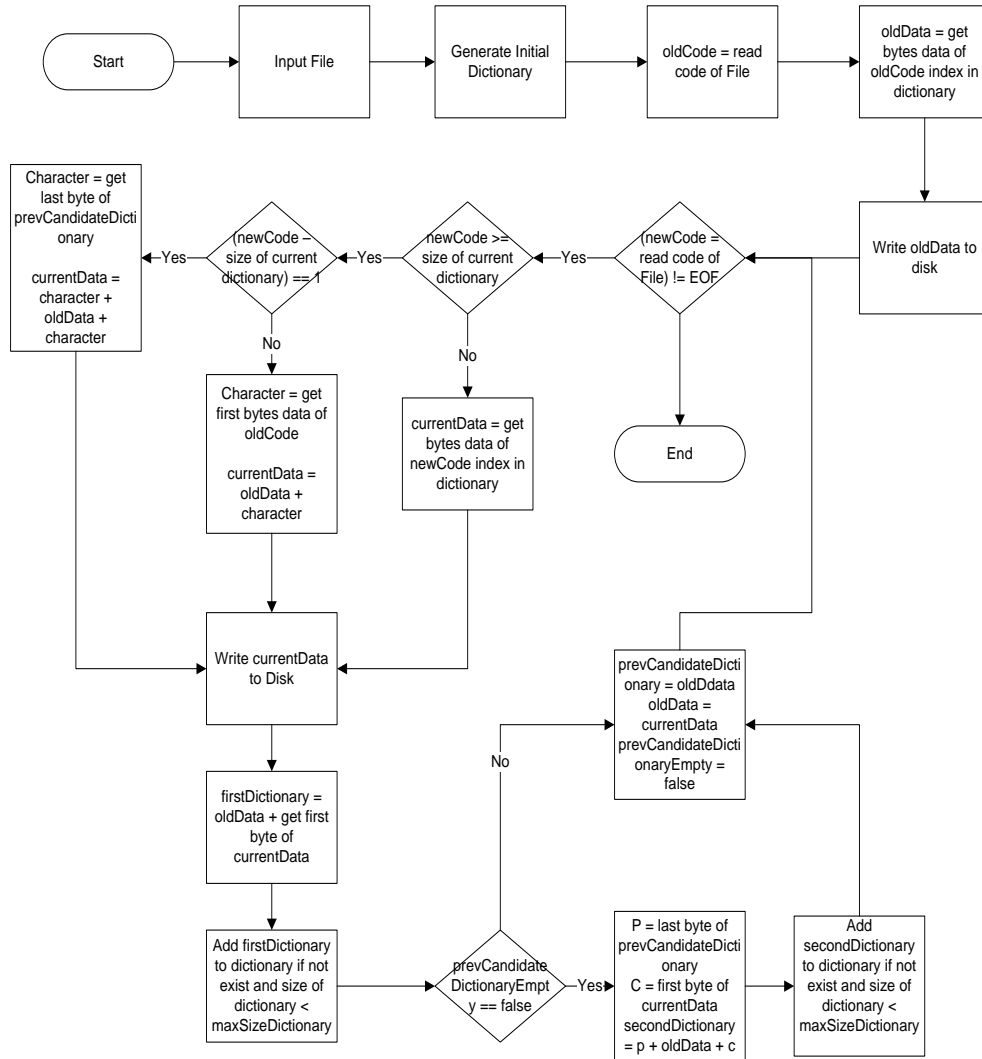 Start
Input File
Generate Initial
Dictionary
oldCode = read
code of File
oldData = get
bytes data of
oldCode index in
dictionary
Character = get
last byte of
prevCandidateDicti
onary
currentData =
character +
oldData +
character
Yes
(newCode –
size of current
dictionary) == 1
Yes
newCode >=
size of current
dictionary
Yes
(newCode =
read code of
File) != EOF
Write oldData to
disk
No
No
Character = get
first bytes data of
oldCode
currentData =
oldData +
character
currentData = get
bytes data of
newCode index in
dictionary
End
Write currentData
to Disk
prevCandidateDicti
onary = oldDdata
oldData =
currentData
prevCandidateDicti
onaryEmpty =
false
No
firstDictionary =
oldData + get first
byte of
currentData
Add firstDictionary
to dictionary if not
exist and size of
dictionary <
maxSizeDictionary
prevCandidate
DictionaryEmpt
y == false
Yes
P = last byte of
prevCandidateDicti
onary
C = first byte of
currentData
secondDictionary
= p + oldData + c
Add
secondDictionary
to dictionary if not
exist and size of
dictionary <
maxSizeDictionary